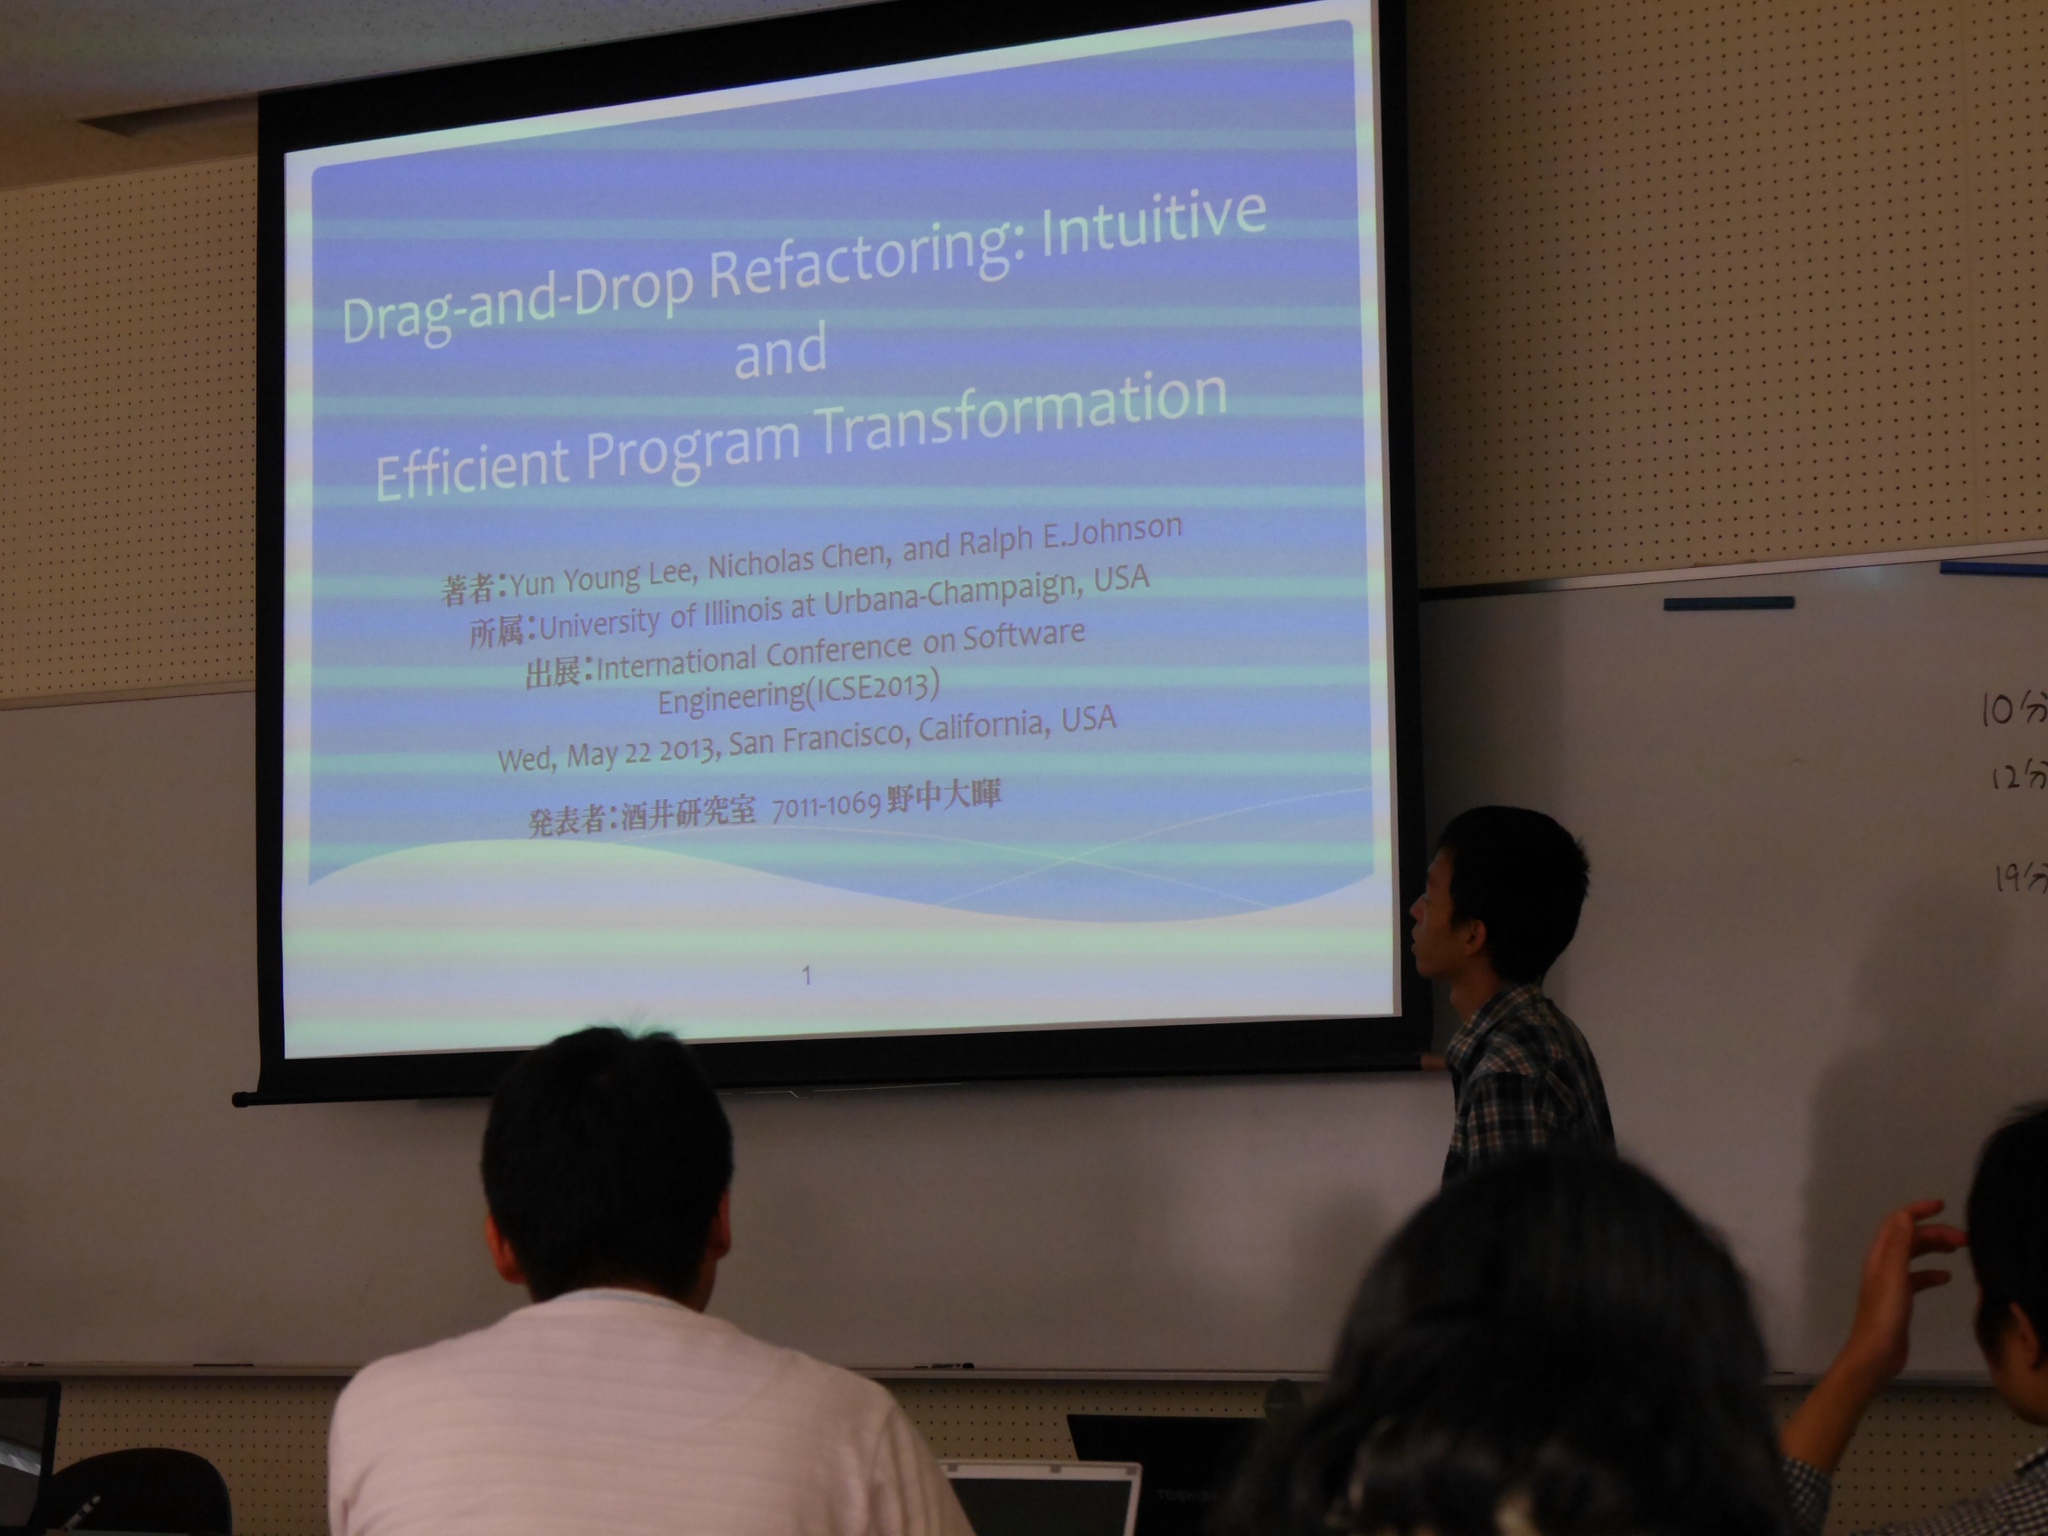 Drag-and-Drop Refactoring: Intuitive
and
Efficient Program Transformation
著者:Yun Young Lee, Nicholas Chen, and Ralph E.Johnson
所属:University of Illinois at Urbana-Champaign, USA
出展:International Conference on Software
Engineering(ICSE2013)
Wed, May 22 2013, San Francisco, California, USA
発表者:酒井研究室 7011-1069 野中大暉
1
10分
12分
19分
TOSHIBA